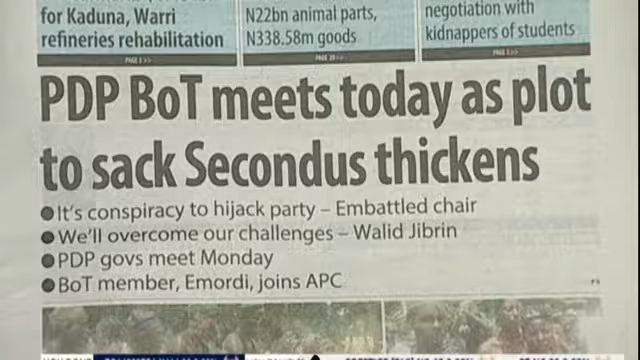 for Kaduna, Warri
refineries rehabilitation
N22bn animal parts,
N338.58m goods
negotiation with
kidnappers of students
PDP BoT meets today as plot
to sack Secondus thickens
●It's conspiracy to hijack party – Embattled chair
●We'll overcome our challenges – Walid Jibrin
●PDP govs meet Monday
●BoT member, Emordi, joins APC